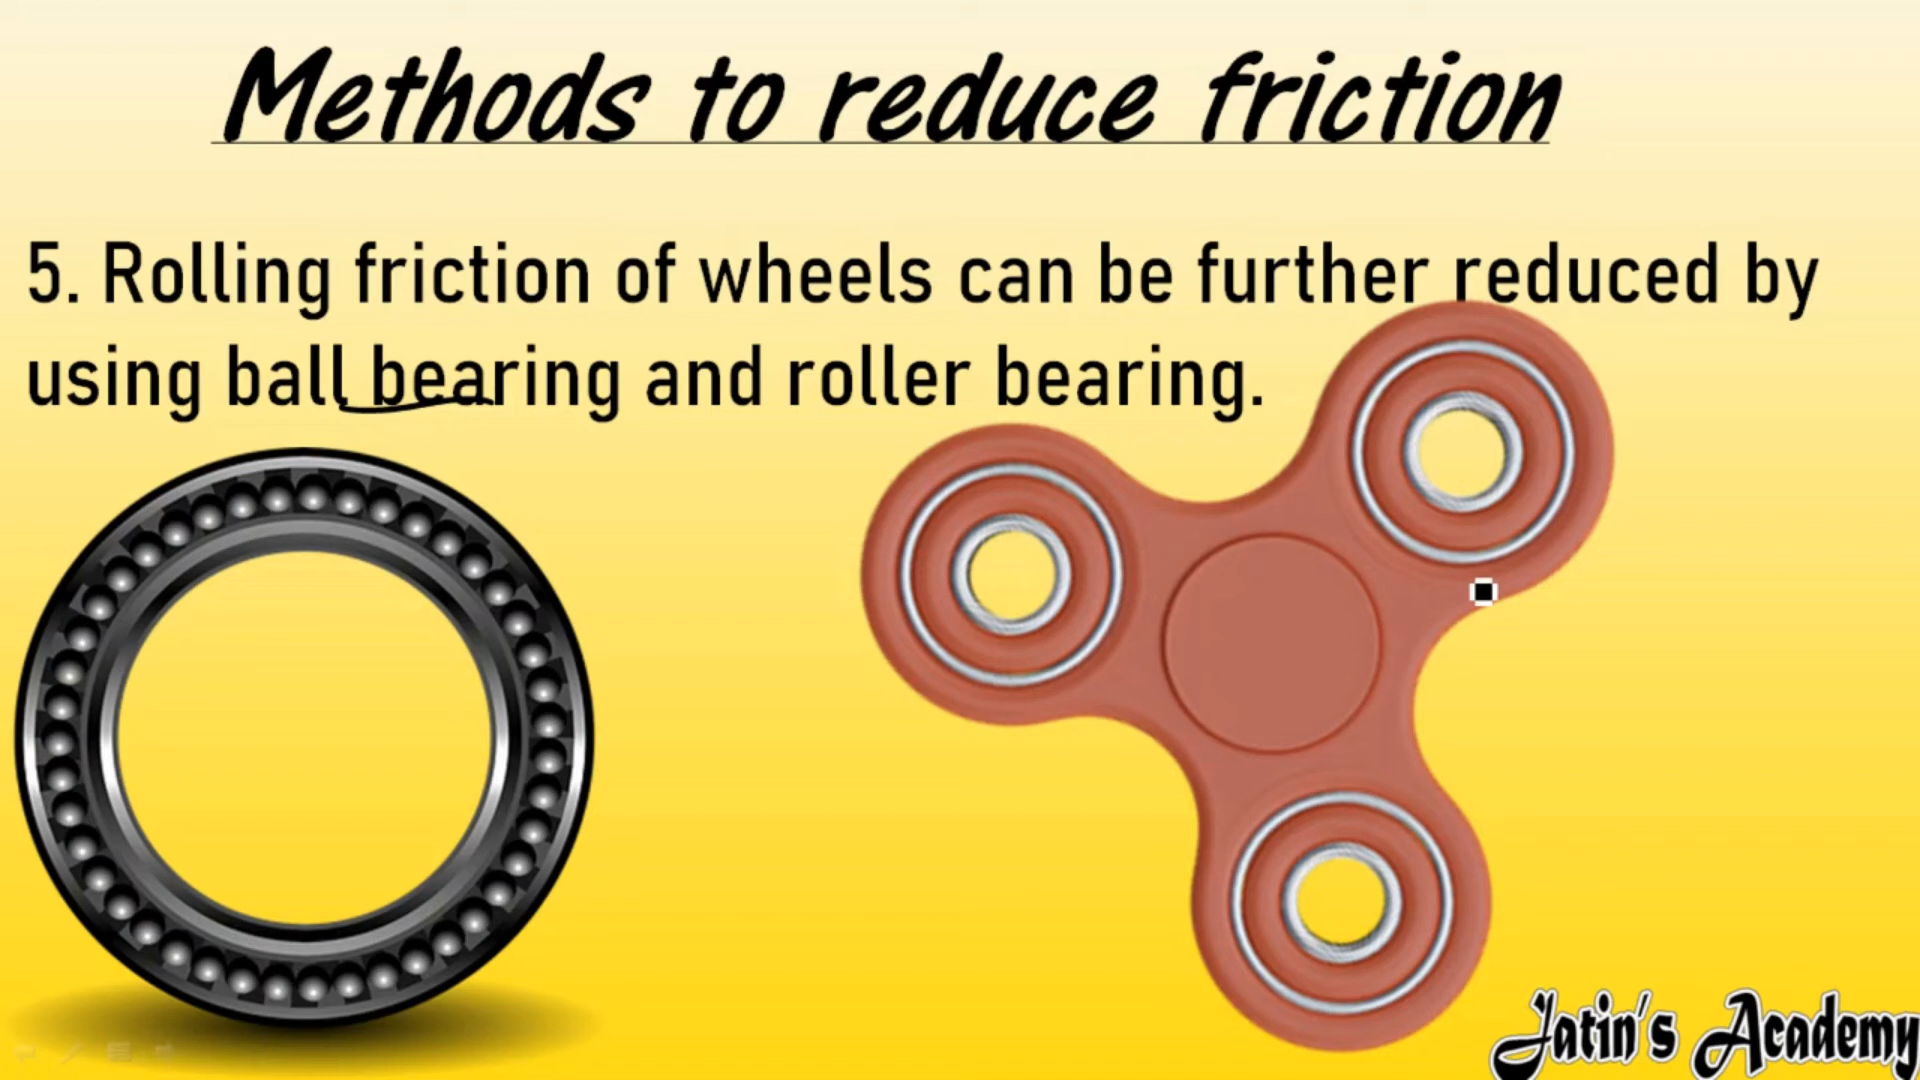 Methods to reduce friction
5. Rolling friction of wheels can be further reduced by
using ball bearing and roller bearing.
Jatin's Academy